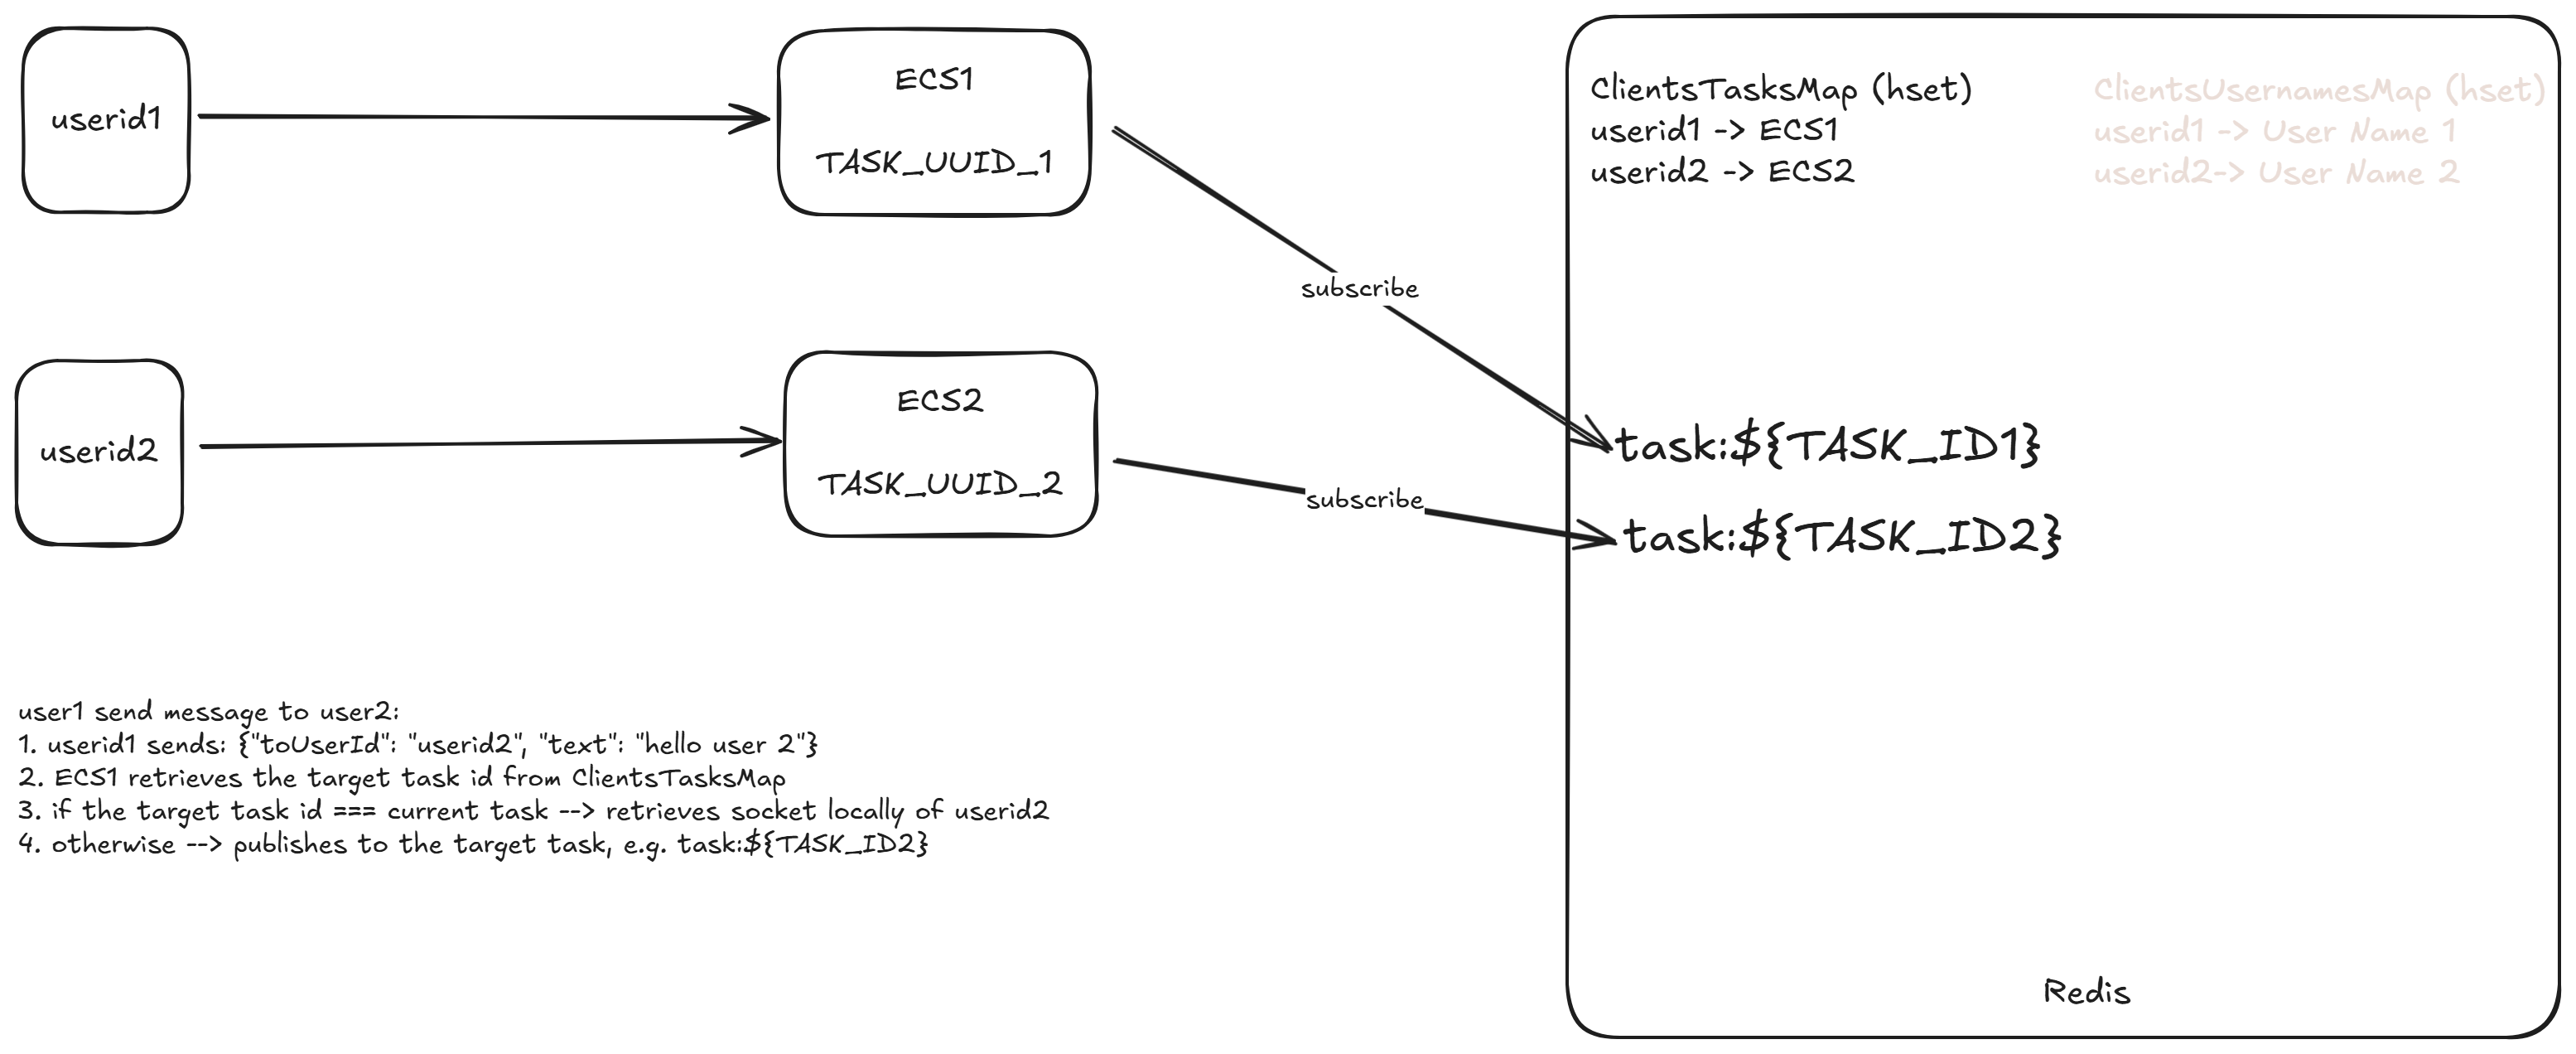 userid1
ECS1
TASK_UUID_1
ClientsTasksMap (hset)
userid1 -> ECS1
userid2 -> ECS2
ClientsUsernamesMap (hset)
userid1 -> User Name 1
userid2-> User Name 2
subscribe
userid2
ECS2
TASK_UUID_2
subscribe
task:${TASK_ID1}
task:${TASK_ID2}
user1 send message to user2:
1. userid1 sends: {"toUserId": "userid2", "text": "hello user 2"}
2. ECS1 retrieves the target task id from ClientsTasksMap
3. if the target task id === current task --> retrieves socket locally of userid2
4. otherwise --> publishes to the target task, e.g. task:${TASK_ID2}
Redis